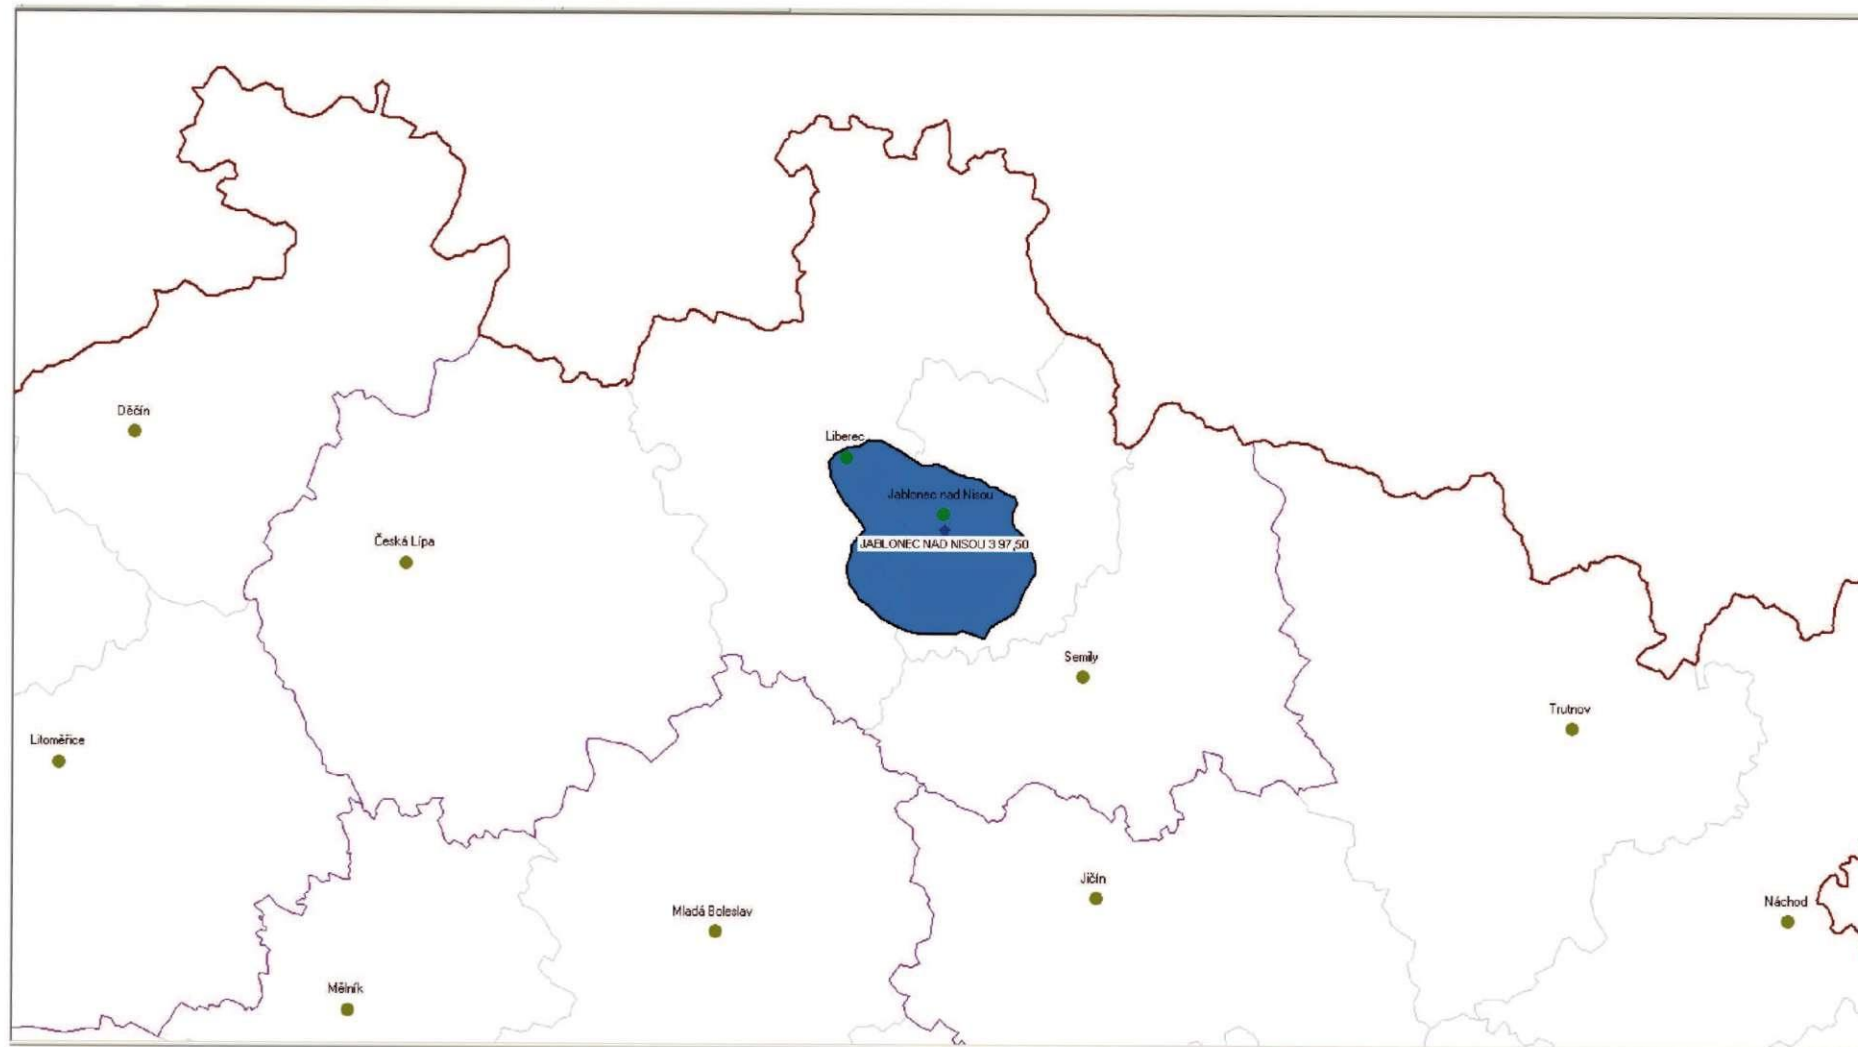 Děčín
Liberec
Jablonec nad Nisou
Česká Lípa
JABLONEC NAD NISOU 3 97,50
Semily
Trutnov
Litoměřice
Jičín
Náchod
Mladá Boleslav
Mělník